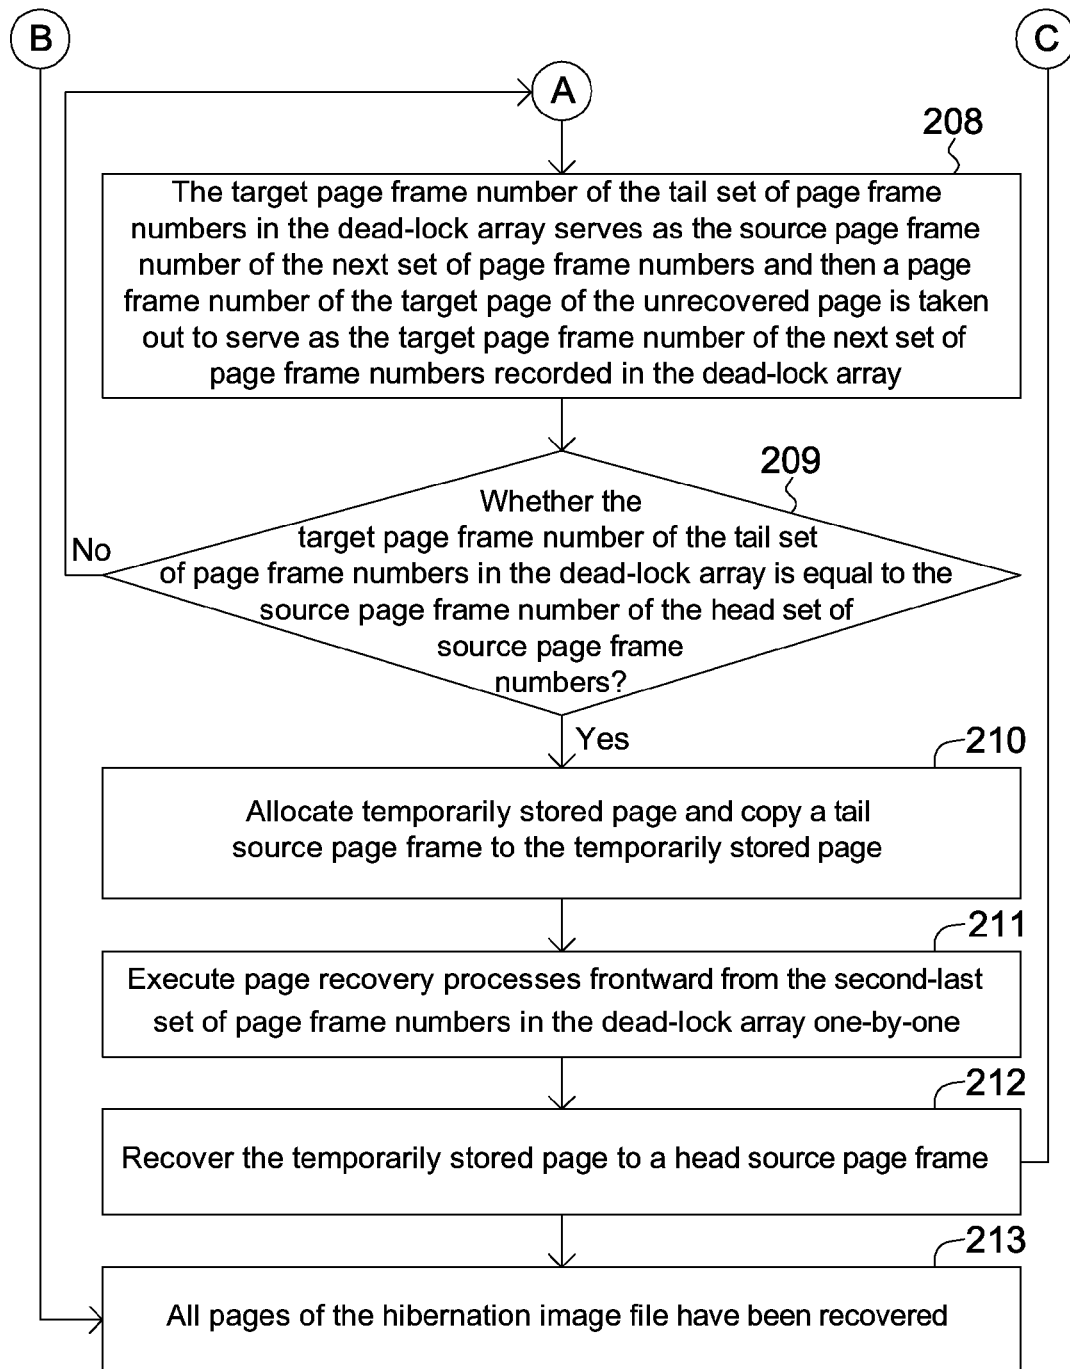 B
C
A
208
The target page frame number of the tail set of page frame
numbers in the dead-lock array serves as the source page frame
number of the next set of page frame numbers and then a page
frame number of the target page of the unrecovered page is taken
out to serve as the target page frame number of the next set of
page frame numbers recorded in the dead-lock array
209
Whether the
target page frame number of the tail set
of page frame numbers in the dead-lock array is equal to the
source page frame number of the head set of
source page frame
numbers?
No
Yes
210
Allocate temporarily stored page and copy a tail
source page frame to the temporarily stored page
211
Execute page recovery processes frontward from the second-last
set of page frame numbers in the dead-lock array one-by-one
212
Recover the temporarily stored page to a head source page frame
213
All pages of the hibernation image file have been recovered